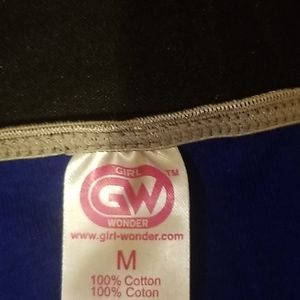 GIRL
GW
WONDER
TM
www.girl-wonder.com
M
100% Cotton
100% Coton